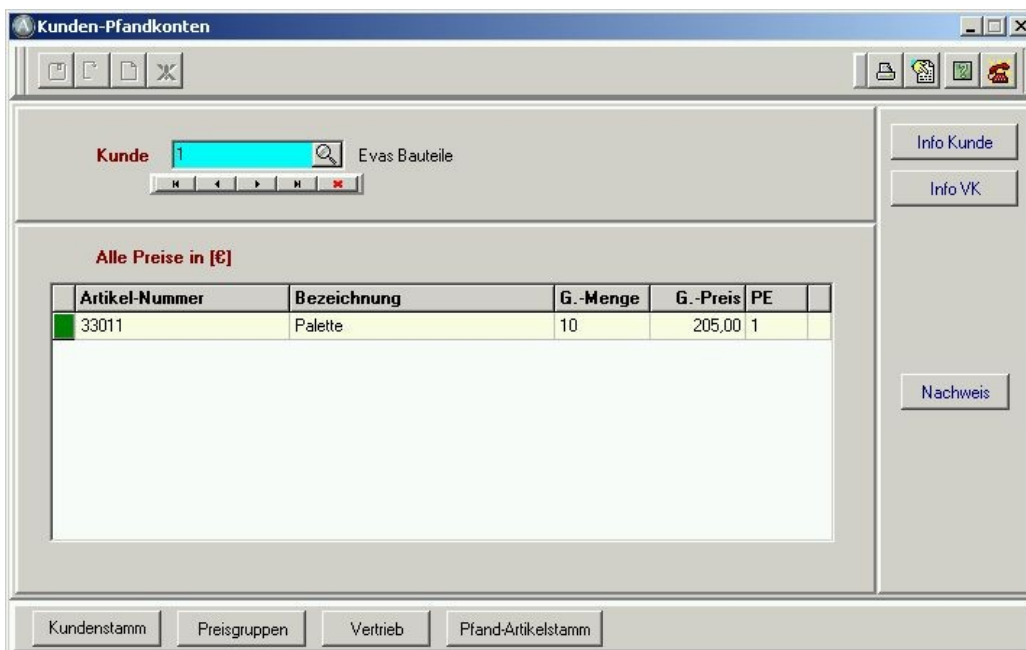 Kunden-Pfandkonten
Kunde 1 Evas Bauteile
Info Kunde
Info VK
Alle Preise in [€]
Artikel-Nummer Bezeichnung G.-Menge G.-Preis PE
33011 Palette 10 205,00 1
Nachweis
Kundenstamm Preisgruppen Vertrieb Pfand-Artikelstamm